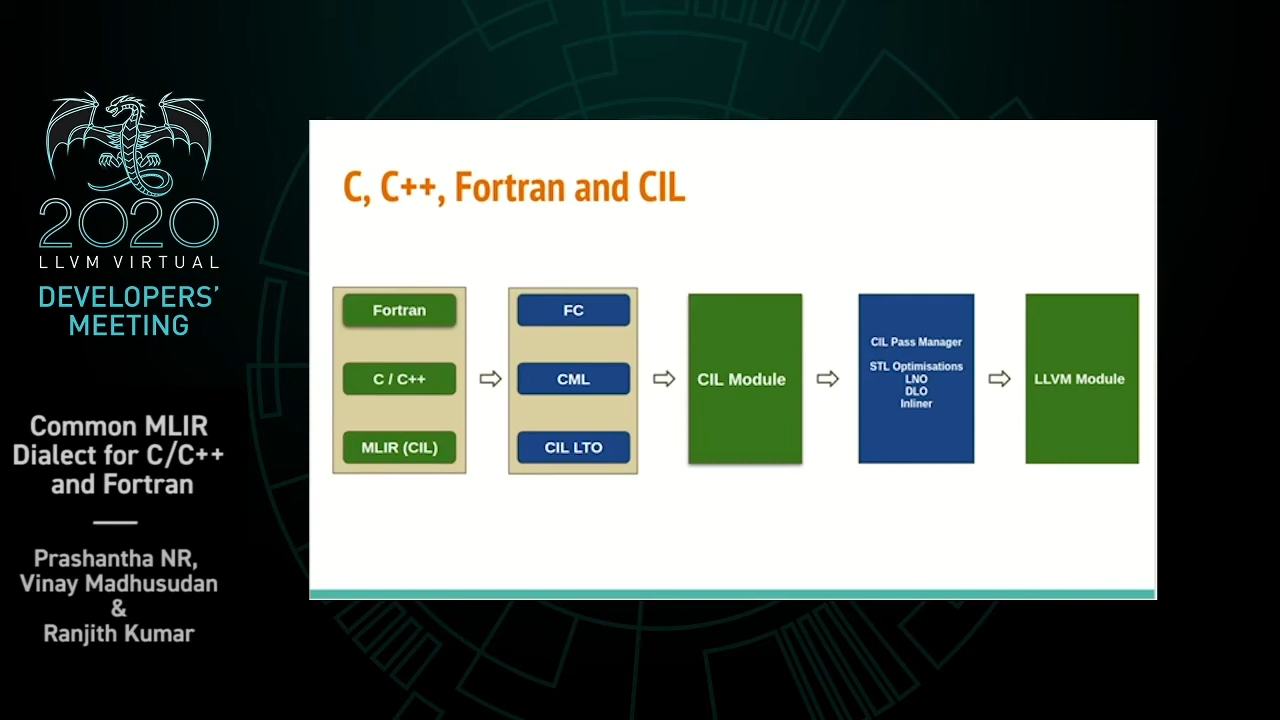 2020
LLVM VIRTUAL
DEVELOPERS'
MEETING
Common MLIR
Dialect for C/C++
and Fortran
Prashantha NR,
Vinay Madhusudan
&
Ranjith Kumar
C, C++, Fortran and CIL
Fortran
C / C++
MLIR (CIL)
FC
CML
CIL LTO
CIL Module
CIL Pass Manager
STL Optimisations
LNO
DLO
Inliner
LLVM Module